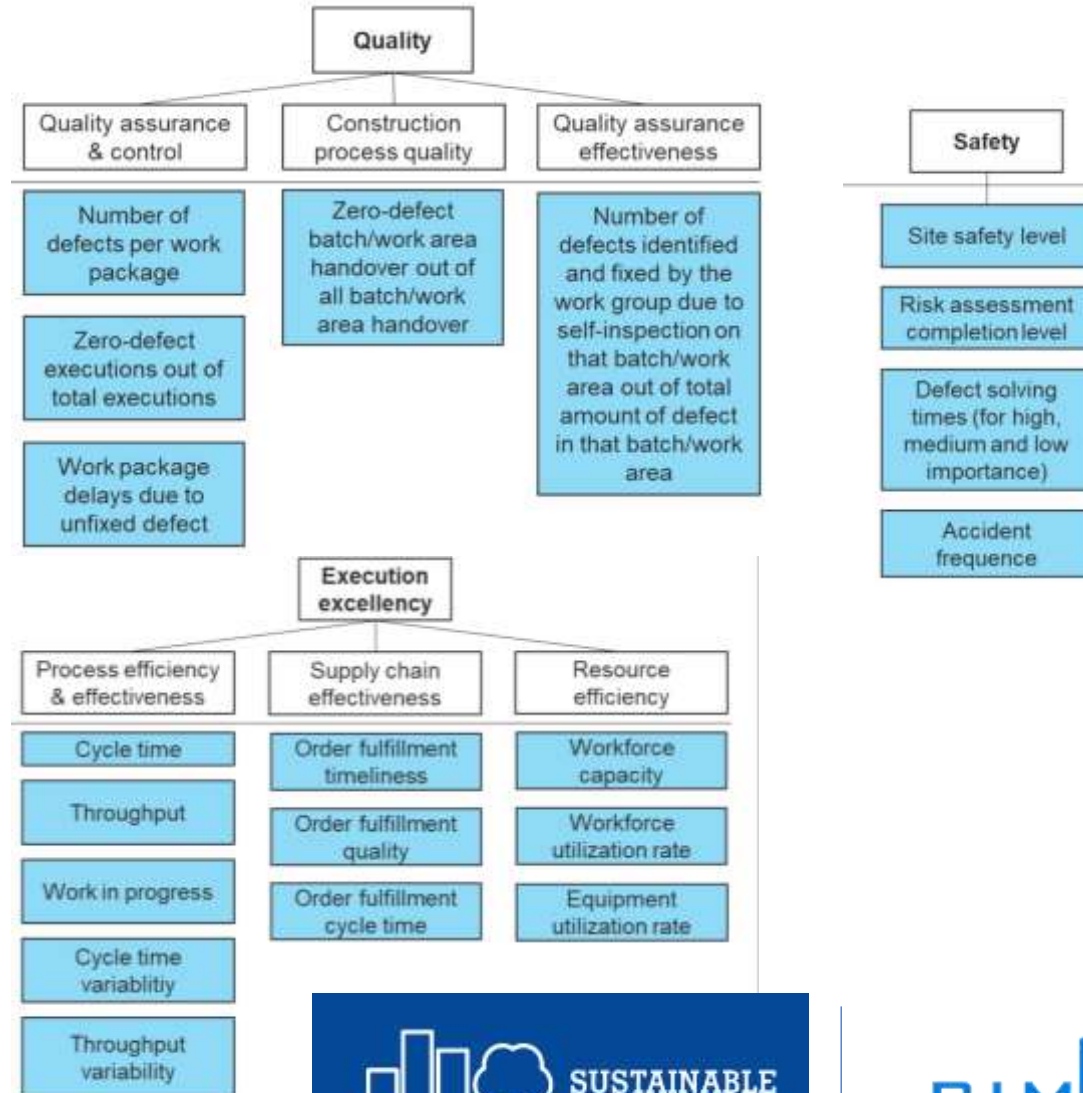 Quality
Quality assurance
& control
Construction
process quality
Quality assurance
effectiveness
Number of
defects per work
package
Zero-defect
executions out of
total executions
Work package
delays due to
unfixed defect
Zero-defect
batch/work area
handover out of
all batch/work
area handover
Number of
defects identified
and fixed by the
work group due to
self-inspection on
that batch/work
area out of total
amount of defect
in that batch/work
area
Safety
Site safety level
Risk assessment
completion level
Defect solving
times (for high,
medium and low
importance)
Accident
frequence
Execution
excellency
Process efficiency
& effectiveness
Supply chain
effectiveness
Resource
efficiency
Cycle time
Throughput
Work in progress
Cycle time
variablitiy
Throughput
variability
Order fulfillment
timeliness
Order fulfillment
quality
Order fulfillment
cycle time
Workforce
capacity
Workforce
utilization rate
Equipment
utilization rate
SUSTAINABLE
BIM